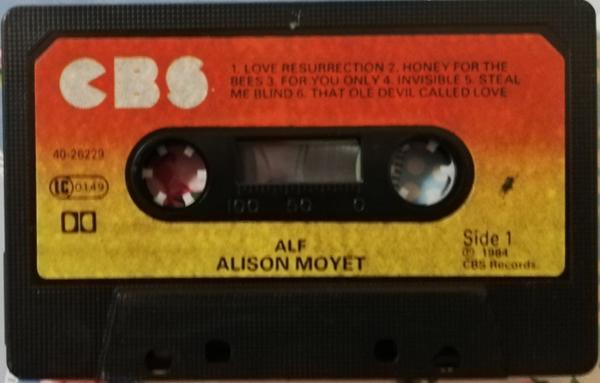 CBS
1. LOVE RESURRECTION 2. HONEY FOR THE
BEES 3. FOR YOU ONLY 4. INVISIBLE 5. STEAL
ME BLIND 6. THAT OLE DEVIL CALLED LOVE
40-26229
LC 0149
100 50 0
Side 1
℗ 1984
CBS Records
ALF
ALISON MOYET